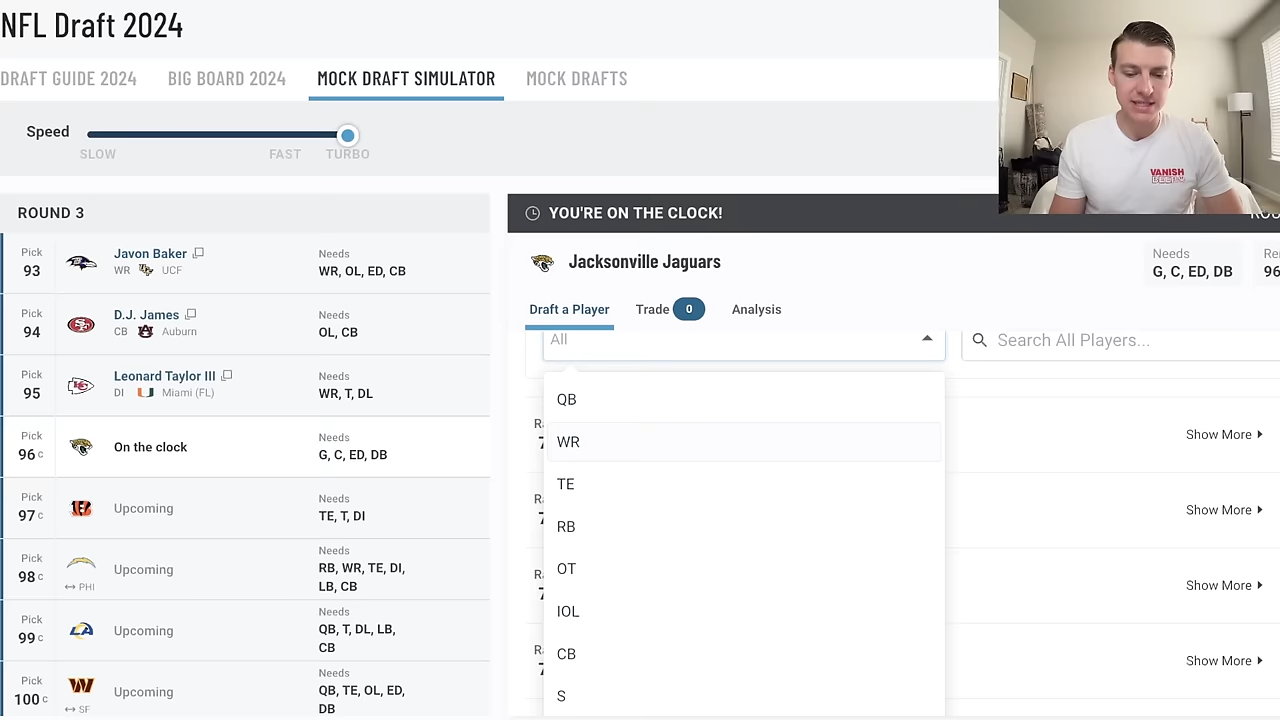 NFL Draft 2024
DRAFT GUIDE 2024 BIG BOARD 2024 MOCK DRAFT SIMULATOR MOCK DRAFTS
Speed
SLOW FAST TURBO
VANISH
ROUND 3
Pick
93
Javon Baker
WR UCF
Needs
WR, OL, ED, CB
Pick
94
D.J. James
CB Auburn
Needs
OL, CB
Pick
95
Leonard Taylor III
DI Miami (FL)
Needs
WR, T, DL
Pick
96 c
On the clock
Needs
G, C, ED, DB
Pick
97 c
Upcoming
Needs
TE, T, DI
Pick
98 c
↔ PHI
Upcoming
Needs
RB, WR, TE, DI,
LB, CB
Pick
99 c
Upcoming
Needs
QB, T, DL, LB,
CB
Pick
100 c
↔ SF
Upcoming
Needs
QB, TE, OL, ED,
DB
YOU'RE ON THE CLOCK!
Jacksonville Jaguars
Needs
G, C, ED, DB
96
Draft a Player Trade 0 Analysis
All
Search All Players...
QB
WR
TE
RB
OT
IOL
CB
S
Show More
Show More
Show More
Show More